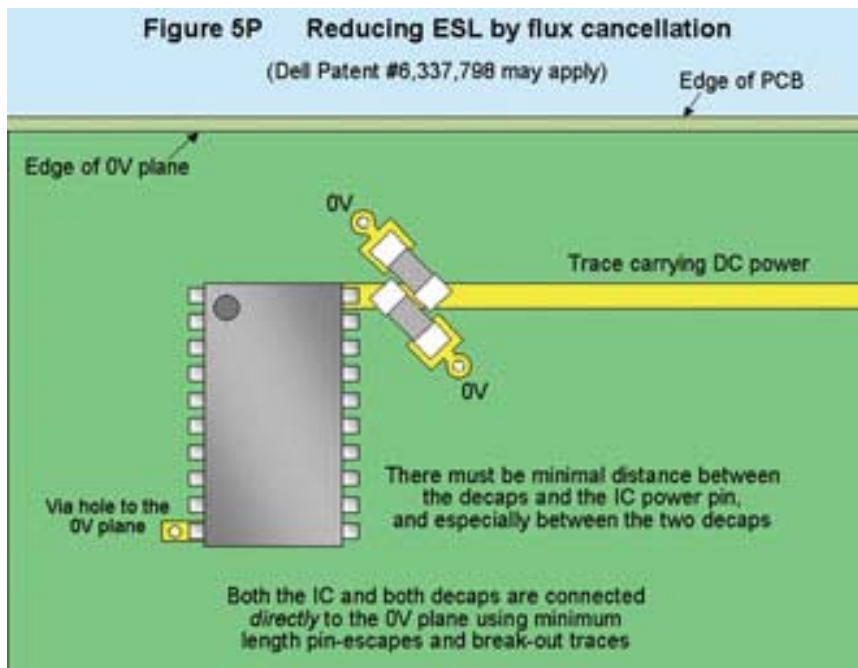 Figure 5P Reducing ESL by flux cancellation
(Dell Patent #6,337,798 may apply)
Edge of PCB
Edge of 0V plane
0V
Trace carrying DC power
0V
There must be minimal distance between
the decaps and the IC power pin,
and especially between the two decaps
Via hole to the
0V plane
Both the IC and both decaps are connected
directly to the 0V plane using minimum
length pin-escapes and break-out traces